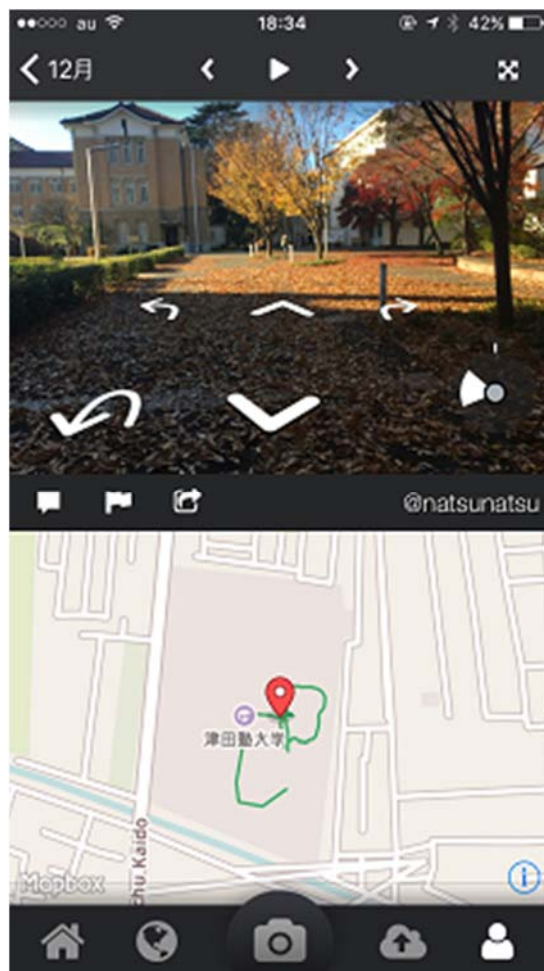 au 18:34 42%
12月
@natsunatsu
津田塾大学
chu Kaido
Mapbox